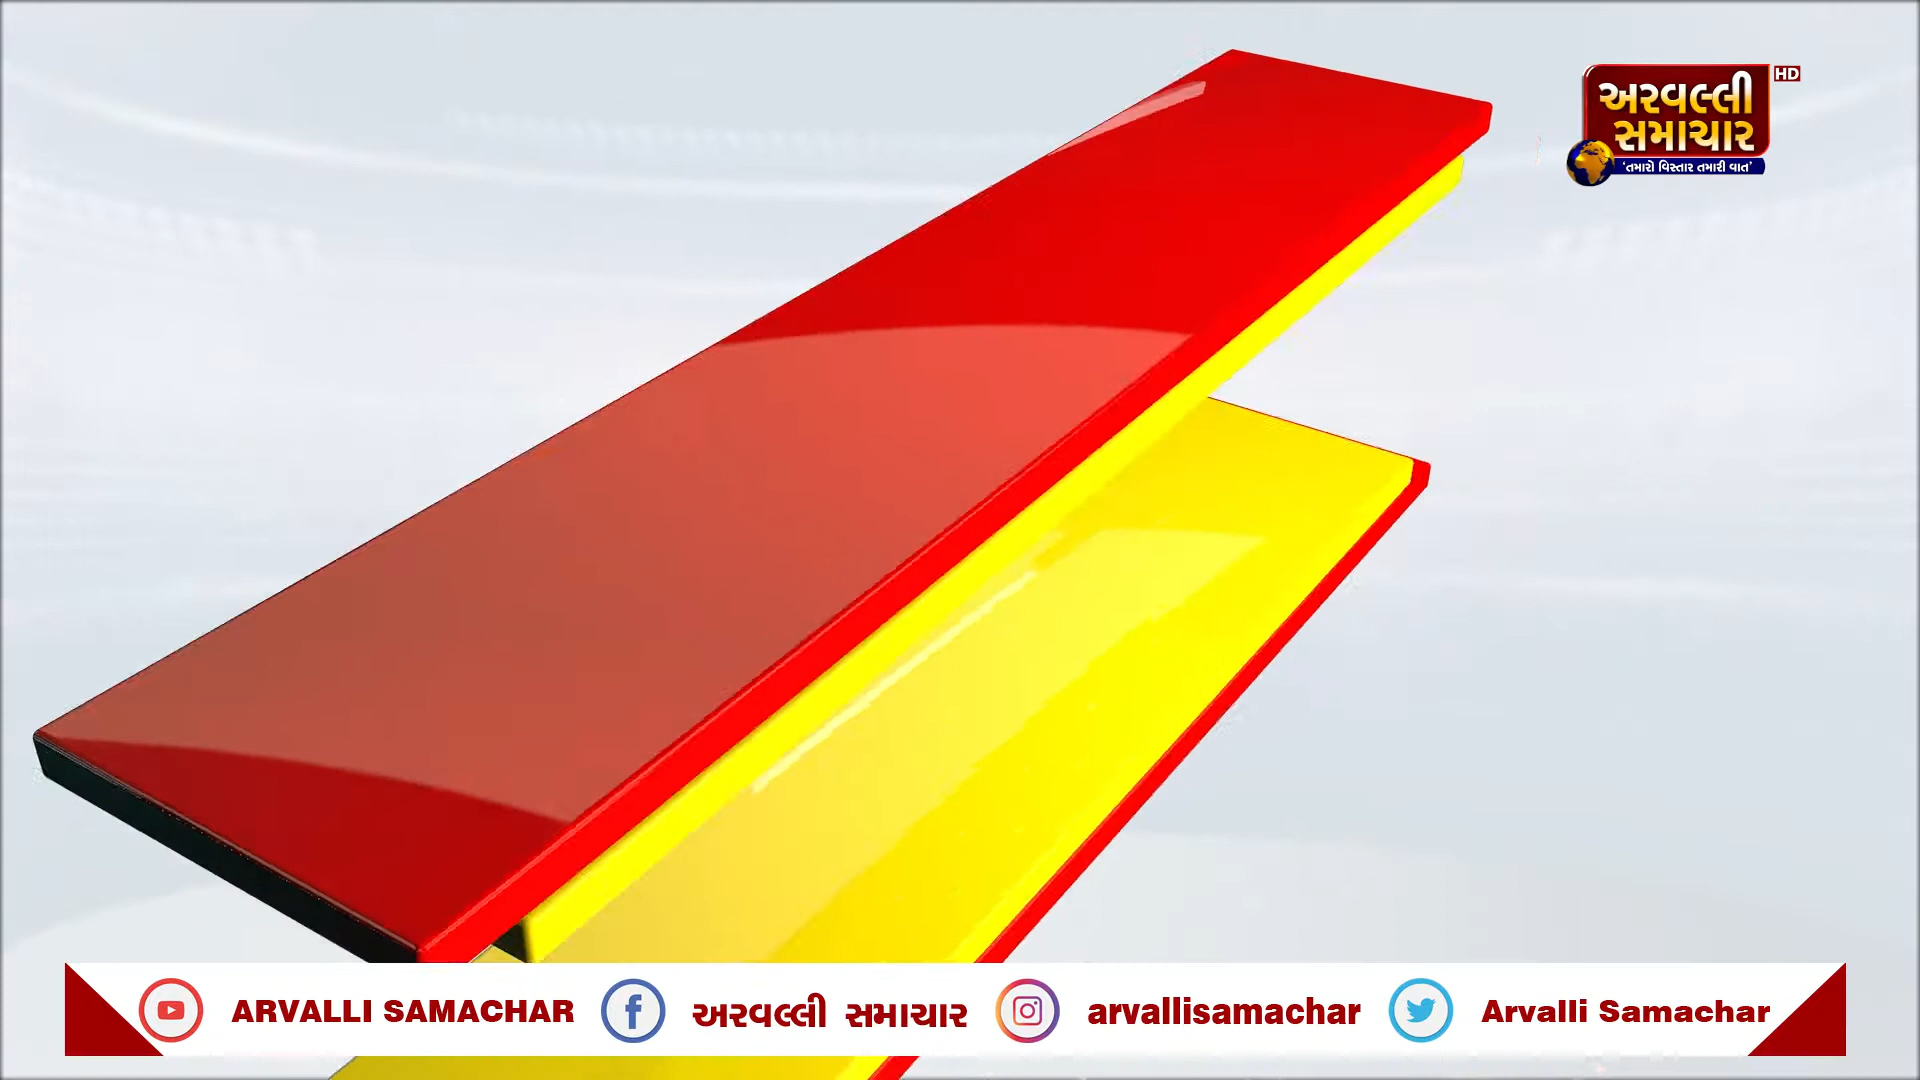 અરવલ્લી
HD
સમાચાર
'તમારો વિસ્તાર તમારી વાત'
ARVALLI SAMACHAR
અરવલ્લી સમાચાર
arvallisamachar
Arvalli Samachar